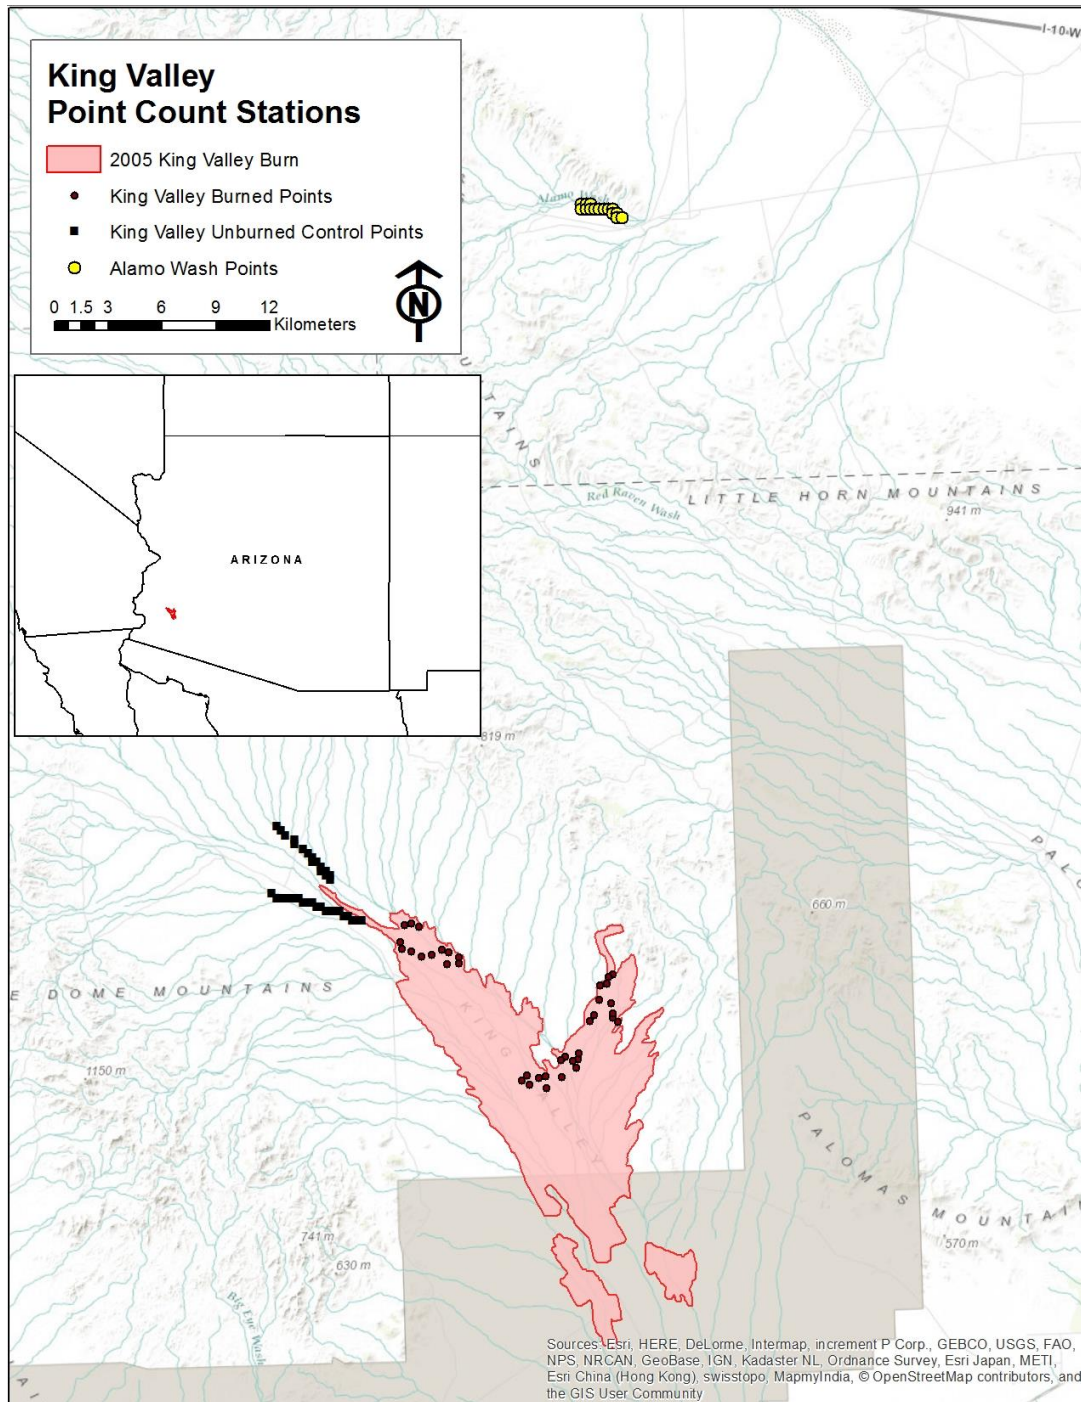 I-10-W
King Valley
Point Count Stations
2005 King Valley Burn
King Valley Burned Points
King Valley Unburned Control Points
Alamo Wash Points
0 1.5 3 6 9 12
Kilometers
N
Alamo Wash
UNTAINS
Red Raven Wash
LITTLE HORN MOUNTAINS
941 m
ARIZONA
819 m
PALO
660 m
E DOME MOUNTAINS
KING VALLEY
1150 m
PALOMAS MOUNTAIN
741 m
630 m
570 m
Big Eye Wash
Sources: Esri, HERE, DeLorme, Intermap, increment P Corp., GEBCO, USGS, FAO,
NPS, NRCAN, GeoBase, IGN, Kadaster NL, Ordnance Survey, Esri Japan, METI,
Esri China (Hong Kong), swisstopo, MapmyIndia, © OpenStreetMap contributors, and
the GIS User Community